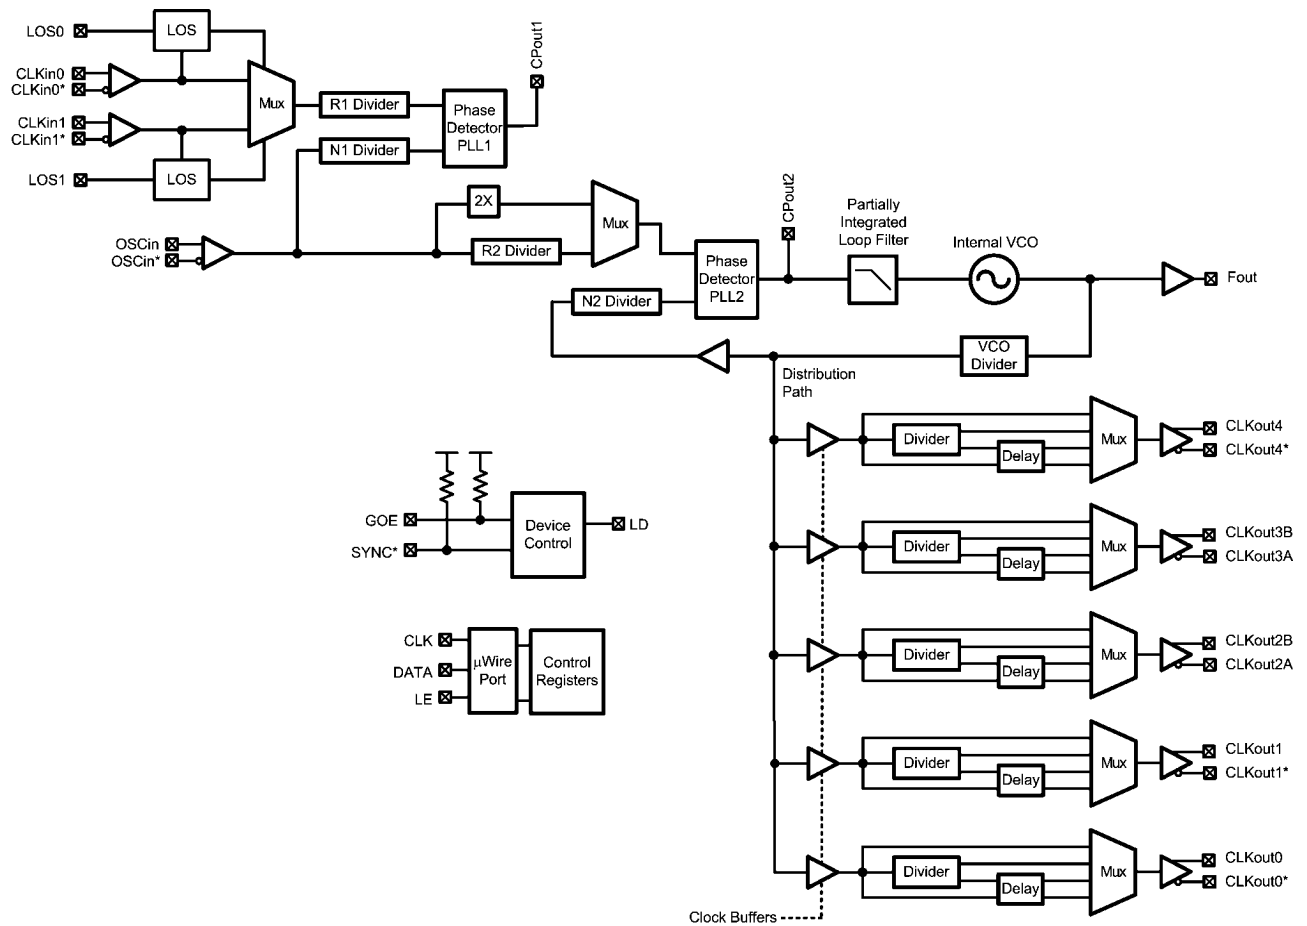 LOS0
LOS
CLKin0
CLKin0*
Mux
CLKin1
CLKin1*
LOS1
LOS
R1 Divider
N1 Divider
Phase
Detector
PLL1
CPout1
OSCin
OSCin*
2X
R2 Divider
Mux
N2 Divider
Phase
Detector
PLL2
CPout2
Partially
Integrated
Loop Filter
Internal VCO
Fout
VCO
Divider
Distribution
Path
Divider
Delay
Mux
CLKout4
CLKout4*
Divider
Delay
Mux
CLKout3B
CLKout3A
Divider
Delay
Mux
CLKout2B
CLKout2A
Divider
Delay
Mux
CLKout1
CLKout1*
Divider
Delay
Mux
CLKout0
CLKout0*
Clock Buffers
GOE
SYNC*
Device
Control
LD
CLK
DATA
LE
μWire
Port
Control
Registers